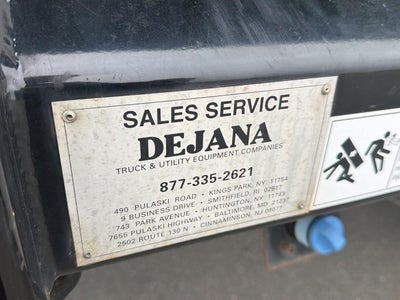 SALES SERVICE
DEJANA
TRUCK & UTILITY EQUIPMENT COMPANIES
877-335-2621
490 PULASKI ROAD • KINGS PARK, NY, 11754
9 BUSINESS DRIVE • SMITHFIELD, RI 02917
743 PARK AVENUE • HUNTINGTON, NY, 11743
7655 PULASKI HIGHWAY • BALTIMORE, MD, 21237
2502 ROUTE 130 N • CINNAMINSON, NJ 08077